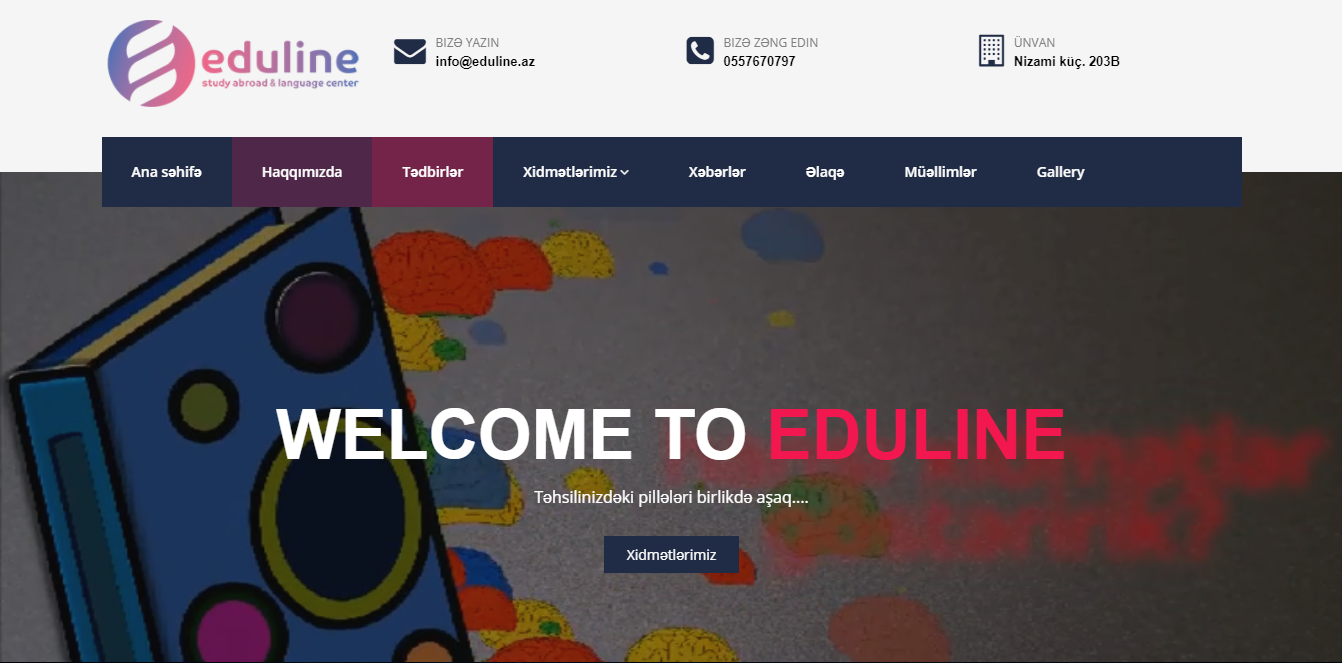 eduline
study abroad & language center
BIZƏ YAZIN
info@eduline.az
BIZƏ ZƏNG EDIN
0557670797
ÜNVAN
Nizami küç. 203B
Ana səhifə
Haqqımızda
Tədbirlər
Xidmətlərimiz
Xəbərlər
Əlaqə
Müəllimlər
Gallery
WELCOME TO EDULINE
Təhsilinizdəki pillələri birlikdə aşaq....
Xidmətlərimiz